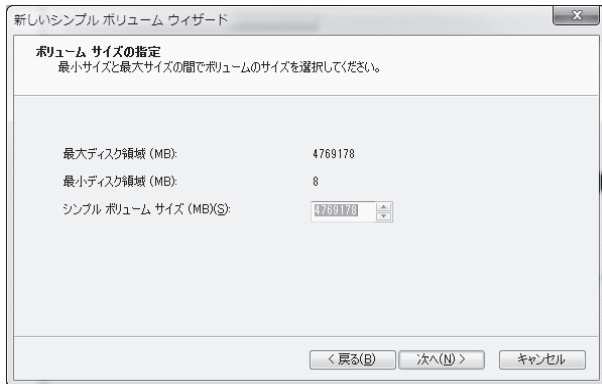 新しいシンプル ボリューム ウィザード
ボリューム サイズの指定
最小サイズと最大サイズの間でボリュームのサイズを選択してください。
最大ディスク領域 (MB): 4769178
最小ディスク領域 (MB): 8
シンプル ボリューム サイズ (MB)(S): 4769178
< 戻る(B) 次へ(N) > キャンセル